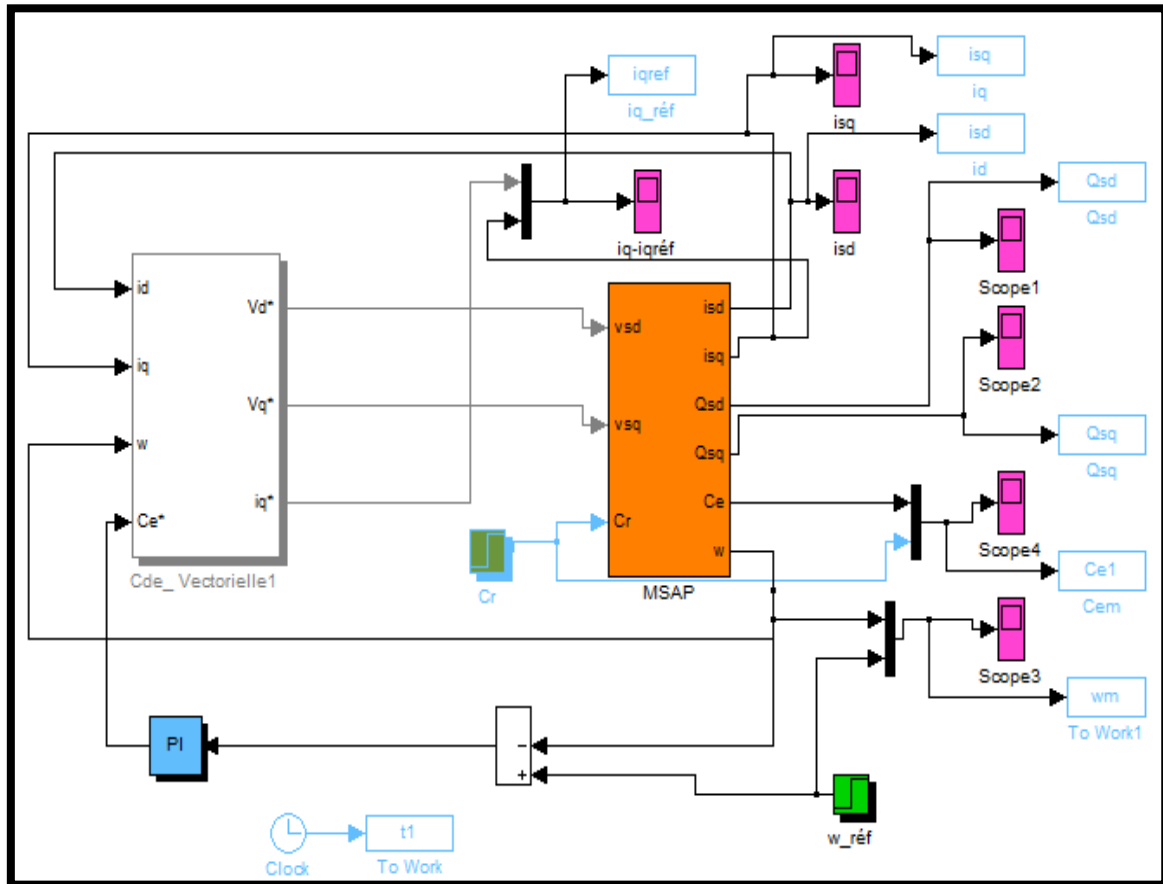 iqref
iq_réf
isq
isq
iq
isd
id
iq-iqréf
isd
Qsd
Qsd
Scope1
Scope2
Qsq
Qsq
id
iq
w
Ce*
Vd*
Vq*
iq*
Cde_ Vectorielle1
vsd
vsq
Cr
isd
isq
Qsd
Qsq
Ce
w
MSAP
Cr
Scope4
Ce1
Cem
Scope3
wm
To Work1
PI
−
+
w_réf
Clock
t1
To Work